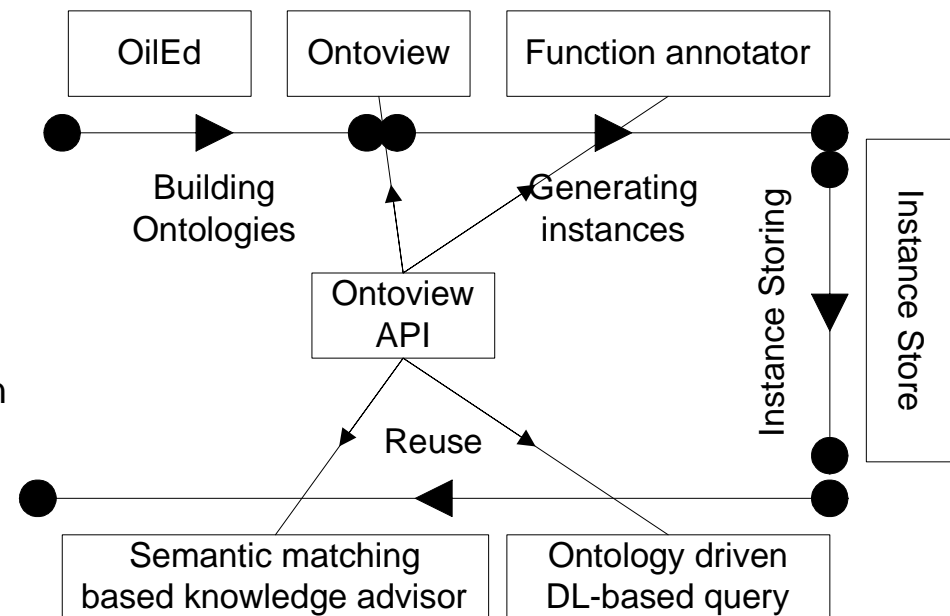 OilEd
Ontoview
Function annotator
Building
Ontologies
Generating
instances
Instance Storing
Instance Store
Ontoview
API
Reuse
Semantic matching
based knowledge advisor
Ontology driven
DL-based query